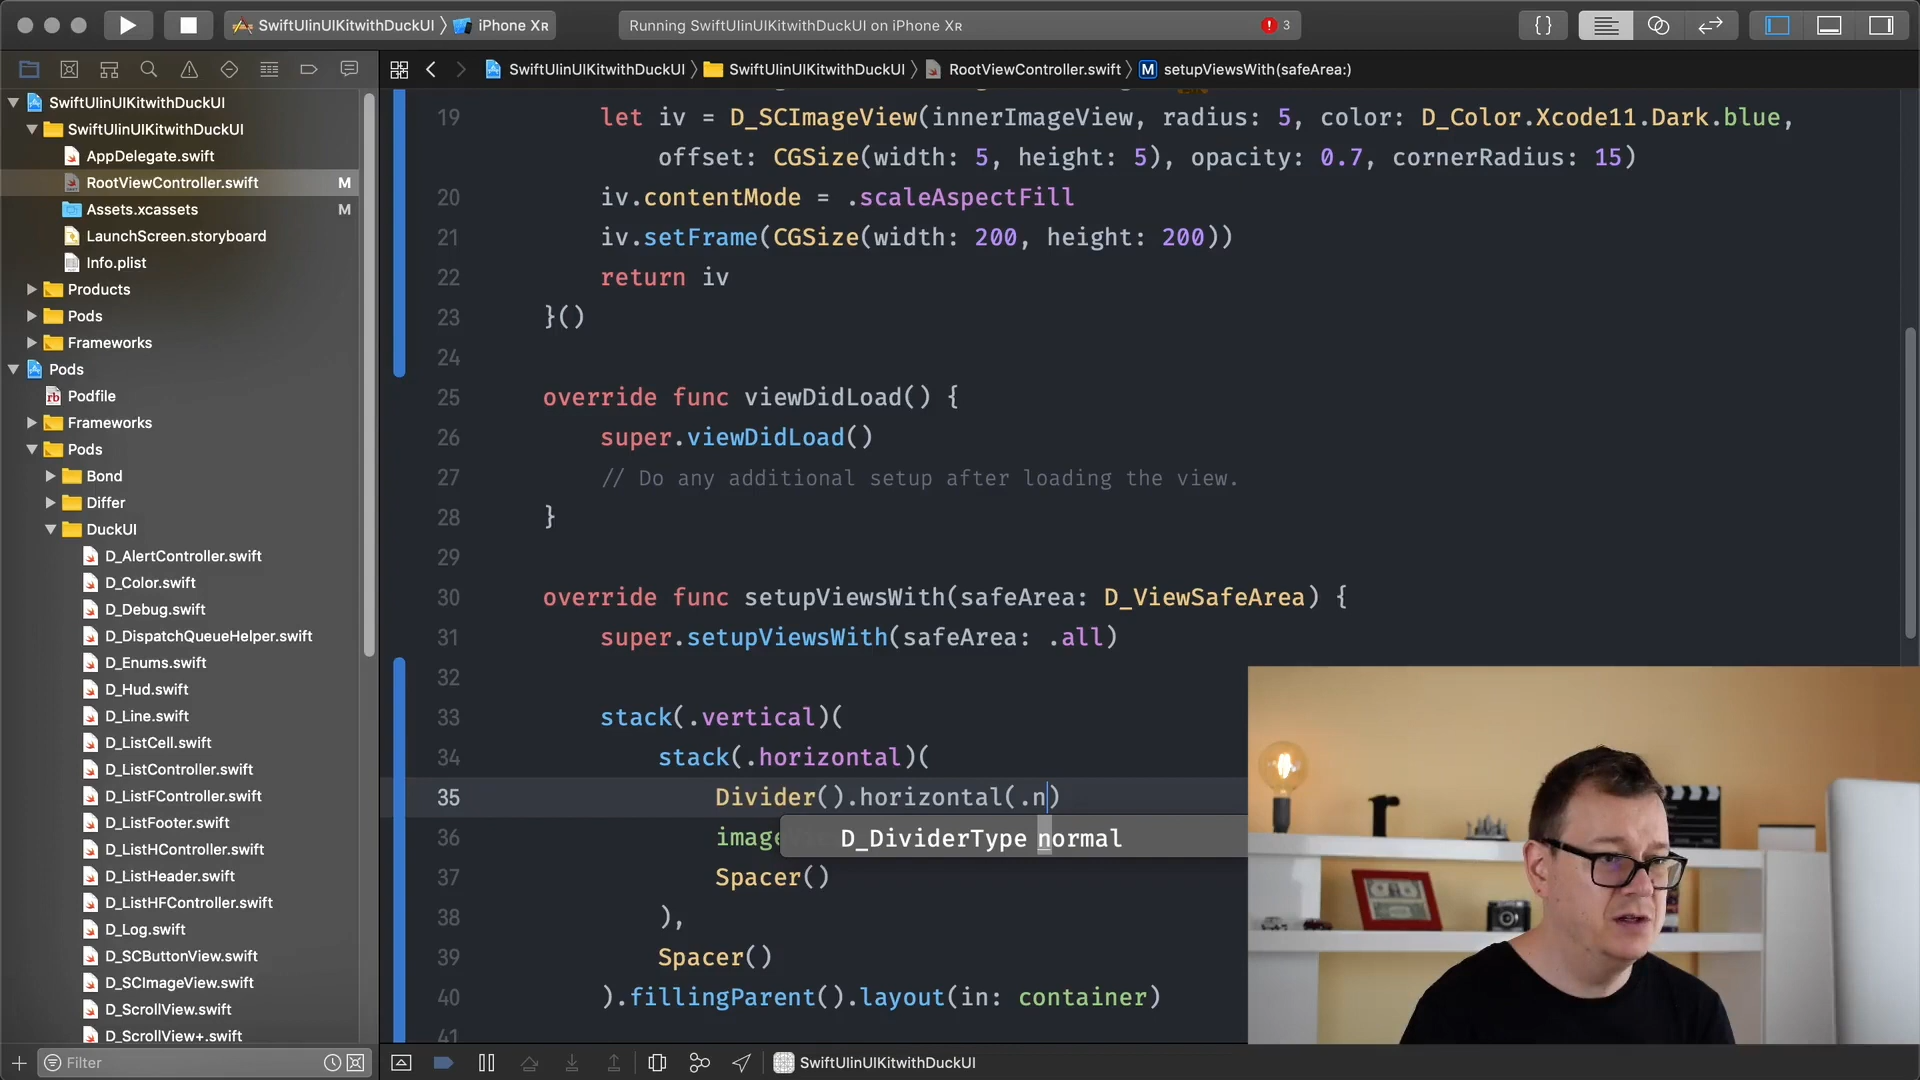 SwiftUIinUIKitwithDuckUI 〉 iPhone XR
Running SwiftUIinUIKitwithDuckUI on iPhone XR
3
{}
SwiftUIinUIKitwithDuckUI 〉 SwiftUIinUIKitwithDuckUI 〉 RootViewController.swift 〉 M setupViewsWith(safeArea:)
SwiftUIinUIKitwithDuckUI
SwiftUIinUIKitwithDuckUI
AppDelegate.swift
RootViewController.swift M
Assets.xcassets M
LaunchScreen.storyboard
Info.plist
Products
Pods
Frameworks
Pods
rb Podfile
Frameworks
Pods
Bond
Differ
DuckUI
D_AlertController.swift
D_Color.swift
D_Debug.swift
D_DispatchQueueHelper.swift
D_Enums.swift
D_Hud.swift
D_Line.swift
D_ListCell.swift
D_ListController.swift
D_ListFController.swift
D_ListFooter.swift
D_ListHController.swift
D_ListHeader.swift
D_ListHFController.swift
D_Log.swift
D_SCButtonView.swift
D_SCImageView.swift
D_ScrollView.swift
D_ScrollView+.swift
Filter
19 let iv = D_SCImageView(innerImageView, radius: 5, color: D_Color.Xcode11.Dark.blue,
offset: CGSize(width: 5, height: 5), opacity: 0.7, cornerRadius: 15)
20 iv.contentMode = .scaleAspectFill
21 iv.setFrame(CGSize(width: 200, height: 200))
22 return iv
23 }()
24
25 override func viewDidLoad() {
26 super.viewDidLoad()
27 // Do any additional setup after loading the view.
28 }
29
30 override func setupViewsWith(safeArea: D_ViewSafeArea) {
31 super.setupViewsWith(safeArea: .all)
32
33 stack(.vertical)(
34 stack(.horizontal)(
35 Divider().horizontal(.n)
36 image
D_DividerType normal
37 Spacer()
38 ),
39 Spacer()
40 ).fillingParent().layout(in: container)
41
SwiftUIinUIKitwithDuckUI